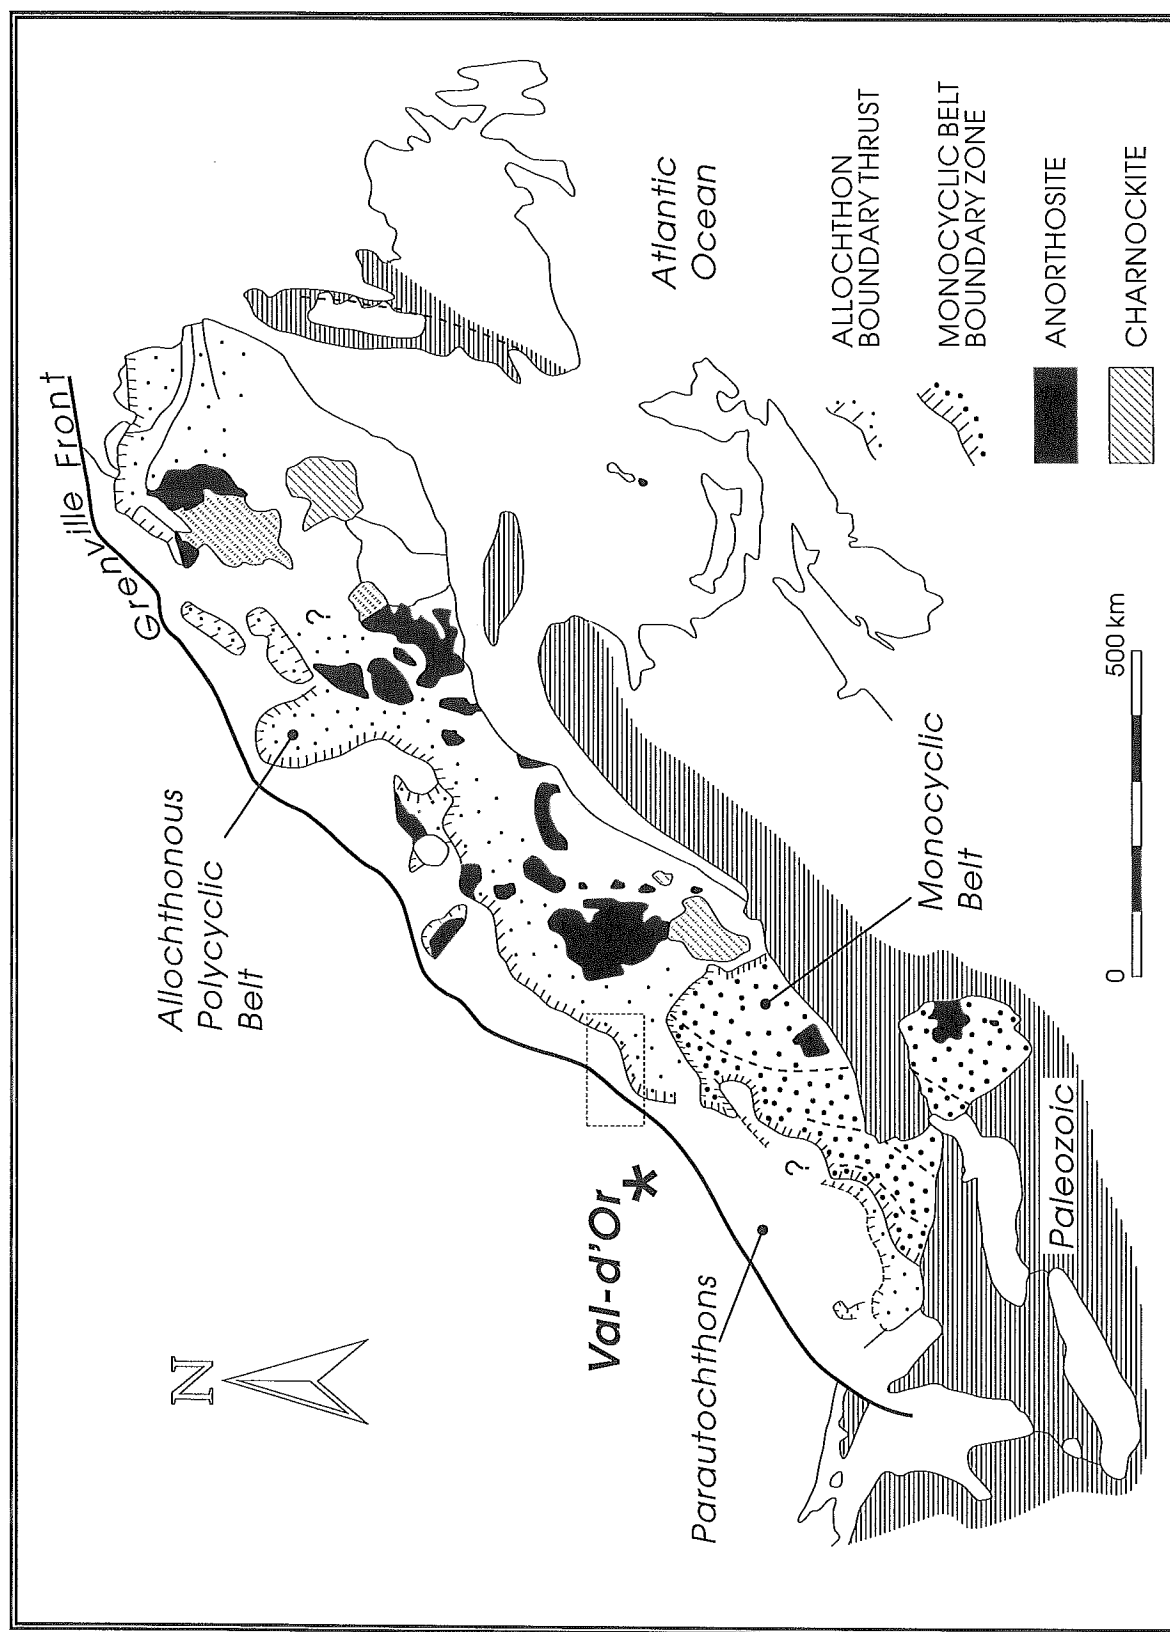 Grenville Front
Allochthonous
Polycyclic
Belt
?
N
Val-d'Or
*
Parautochthons
?
Monocyclic
Belt
Paleozoic
Atlantic
Ocean
ALLOCHTHON
BOUNDARY THRUST
MONOCYCLIC BELT
BOUNDARY ZONE
ANORTHOSITE
CHARNOCKITE
0
500 km